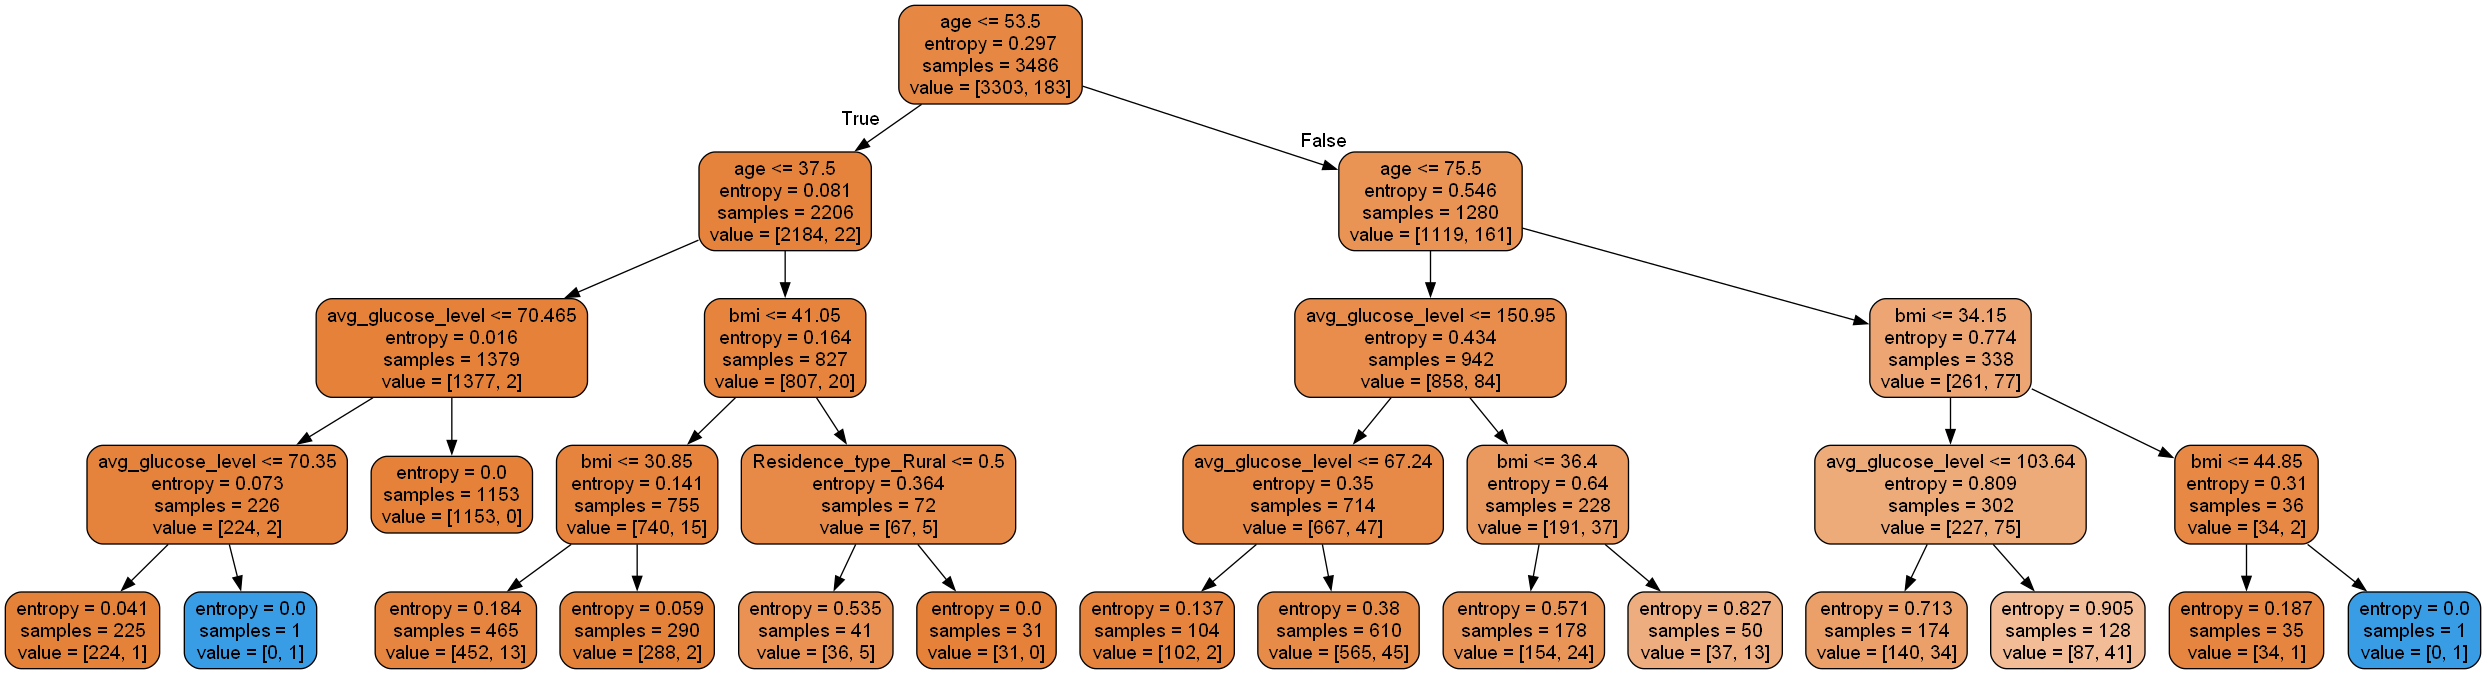 age <= 53.5
entropy = 0.297
samples = 3486
value = [3303, 183]
True
False
age <= 37.5
entropy = 0.081
samples = 2206
value = [2184, 22]
age <= 75.5
entropy = 0.546
samples = 1280
value = [1119, 161]
avg_glucose_level <= 70.465
entropy = 0.016
samples = 1379
value = [1377, 2]
bmi <= 41.05
entropy = 0.164
samples = 827
value = [807, 20]
avg_glucose_level <= 150.95
entropy = 0.434
samples = 942
value = [858, 84]
bmi <= 34.15
entropy = 0.774
samples = 338
value = [261, 77]
avg_glucose_level <= 70.35
entropy = 0.073
samples = 226
value = [224, 2]
entropy = 0.0
samples = 1153
value = [1153, 0]
bmi <= 30.85
entropy = 0.141
samples = 755
value = [740, 15]
Residence_type_Rural <= 0.5
entropy = 0.364
samples = 72
value = [67, 5]
avg_glucose_level <= 67.24
entropy = 0.35
samples = 714
value = [667, 47]
bmi <= 36.4
entropy = 0.64
samples = 228
value = [191, 37]
avg_glucose_level <= 103.64
entropy = 0.809
samples = 302
value = [227, 75]
bmi <= 44.85
entropy = 0.31
samples = 36
value = [34, 2]
entropy = 0.041
samples = 225
value = [224, 1]
entropy = 0.0
samples = 1
value = [0, 1]
entropy = 0.184
samples = 465
value = [452, 13]
entropy = 0.059
samples = 290
value = [288, 2]
entropy = 0.535
samples = 41
value = [36, 5]
entropy = 0.0
samples = 31
value = [31, 0]
entropy = 0.137
samples = 104
value = [102, 2]
entropy = 0.38
samples = 610
value = [565, 45]
entropy = 0.571
samples = 178
value = [154, 24]
entropy = 0.827
samples = 50
value = [37, 13]
entropy = 0.713
samples = 174
value = [140, 34]
entropy = 0.905
samples = 128
value = [87, 41]
entropy = 0.187
samples = 35
value = [34, 1]
entropy = 0.0
samples = 1
value = [0, 1]